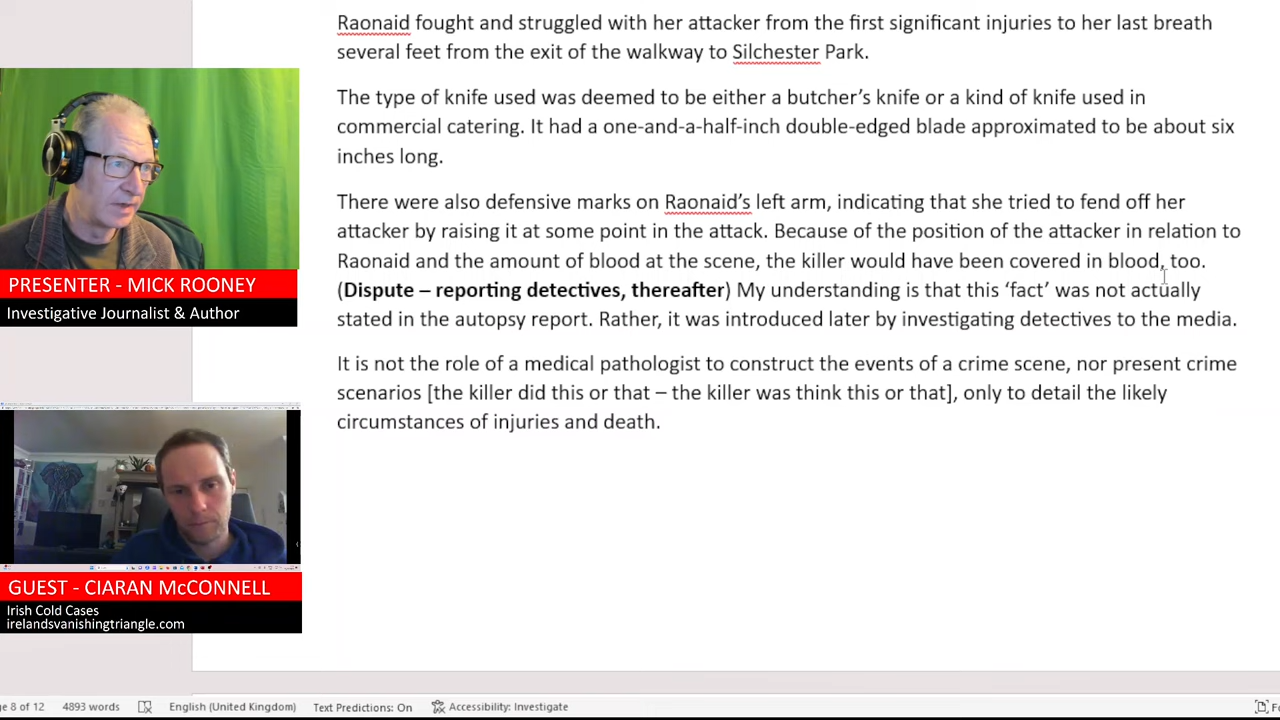 Raonaid fought and struggled with her attacker from the first significant injuries to her last breath
several feet from the exit of the walkway to Silchester Park.
The type of knife used was deemed to be either a butcher’s knife or a kind of knife used in
commercial catering. It had a one-and-a-half-inch double-edged blade approximated to be about six
inches long.
There were also defensive marks on Raonaid’s left arm, indicating that she tried to fend off her
attacker by raising it at some point in the attack. Because of the position of the attacker in relation to
Raonaid and the amount of blood at the scene, the killer would have been covered in blood, too.
(Dispute – reporting detectives, thereafter) My understanding is that this ‘fact’ was not actually
stated in the autopsy report. Rather, it was introduced later by investigating detectives to the media.
It is not the role of a medical pathologist to construct the events of a crime scene, nor present crime
scenarios [the killer did this or that – the killer was think this or that], only to detail the likely
circumstances of injuries and death.
PRESENTER - MICK ROONEY
Investigative Journalist & Author
GUEST - CIARAN McCONNELL
Irish Cold Cases
irelandsvanishingtriangle.com
ge 8 of 12
4893 words
English (United Kingdom)
Text Predictions: On
Accessibility: Investigate
Fo